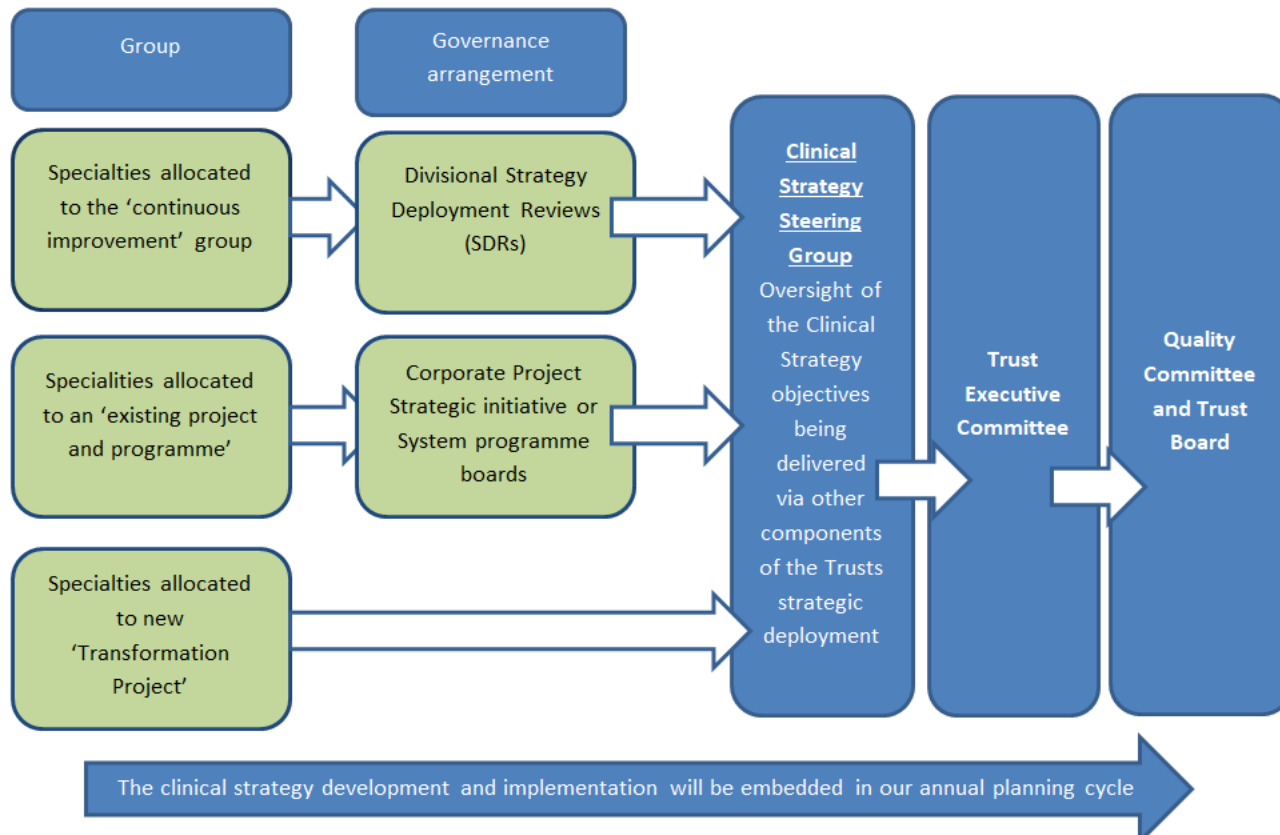 Group
Governance
arrangement
Specialties allocated
to the ‘continuous
improvement’ group
Divisional Strategy
Deployment Reviews
(SDRs)
Specialities allocated
to an ‘existing project
and programme’
Corporate Project
Strategic initiative or
System programme
boards
Specialties allocated
to new
‘Transformation
Project’
Clinical
Strategy
Steering
Group
Oversight of
the Clinical
Strategy
objectives
being
delivered
via other
components
of the Trusts
strategic
deployment
Trust
Executive
Committee
Quality
Committee
and Trust
Board
The clinical strategy development and implementation will be embedded in our annual planning cycle